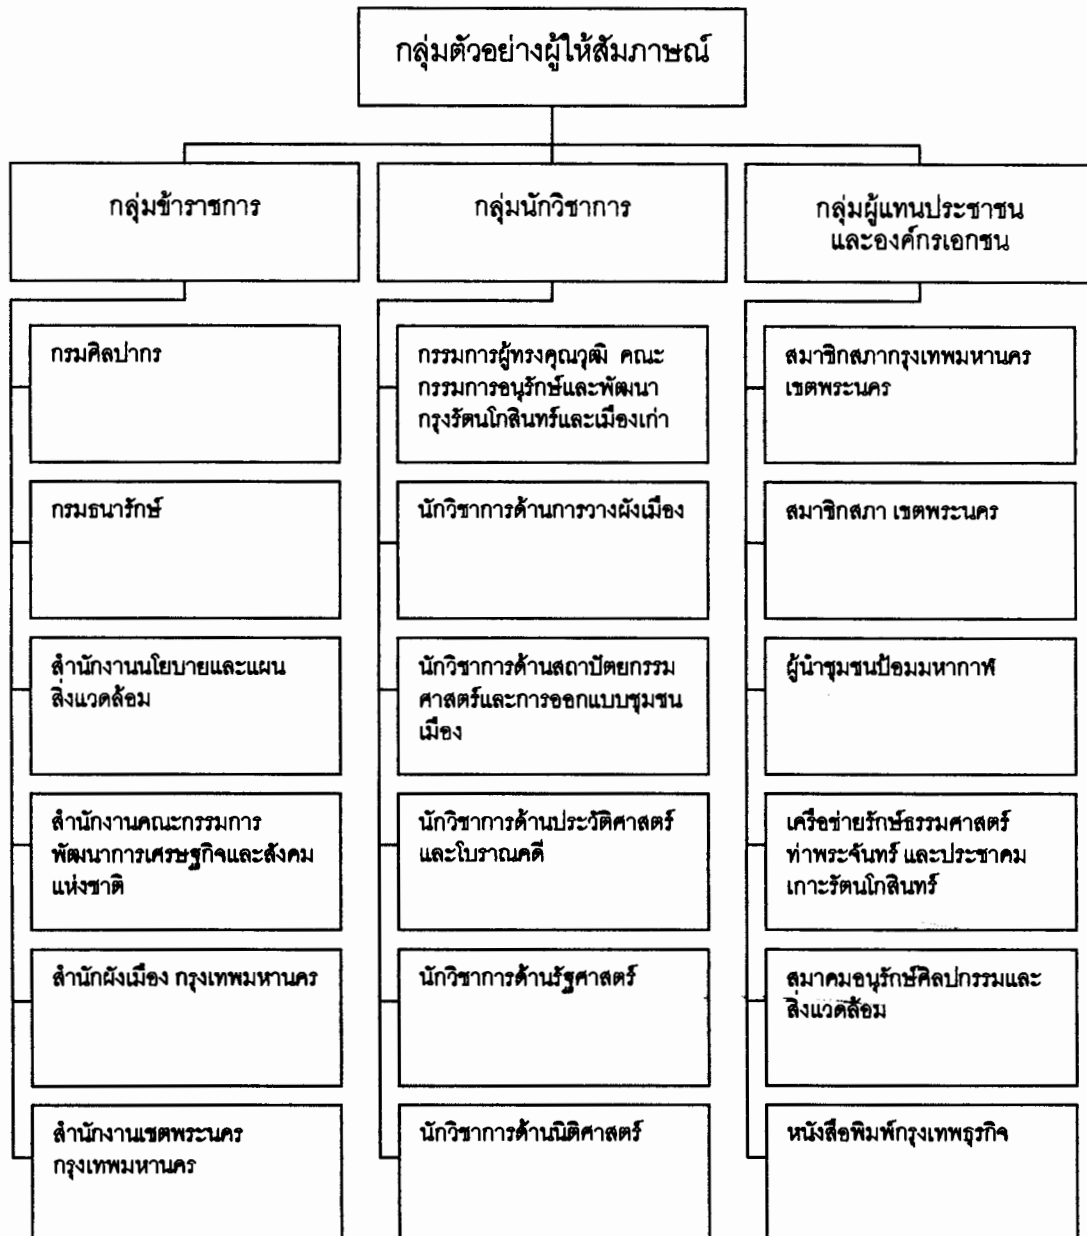 กลุ่มตัวอย่างผู้ให้สัมภาษณ์
กลุ่มข้าราชการ
กรมศิลปากร
กรมธนารักษ์
สำนักงานนโยบายและแผน
สิ่งแวดล้อม
สำนักงานคณะกรรมการ
พัฒนาการเศรษฐกิจและสังคม
แห่งชาติ
สำนักผังเมือง กรุงเทพมหานคร
สำนักงานเขตพระนคร
กรุงเทพมหานคร
กลุ่มนักวิชาการ
กรรมการผู้ทรงคุณวุฒิ คณะ
กรรมการอนุรักษ์และพัฒนา
กรุงรัตนโกสินทร์และเมืองเก่า
นักวิชาการด้านการวางผังเมือง
นักวิชาการด้านสถาปัตยกรรม
ศาสตร์และการออกแบบชุมชน
เมือง
นักวิชาการด้านประวัติศาสตร์
และโบราณคดี
นักวิชาการด้านรัฐศาสตร์
นักวิชาการด้านนิติศาสตร์
กลุ่มผู้แทนประชาชน
และองค์กรเอกชน
สมาชิกสภากรุงเทพมหานคร
เขตพระนคร
สมาชิกสภา เขตพระนคร
ผู้นำชุมชนป้อมมหากาฬ
เครือข่ายรักษ์ธรรมศาสตร์
ท่าพระจันทร์ และประชาคม
เกาะรัตนโกสินทร์
สมาคมอนุรักษ์ศิลปกรรมและ
สิ่งแวดล้อม
หนังสือพิมพ์กรุงเทพธุรกิจ